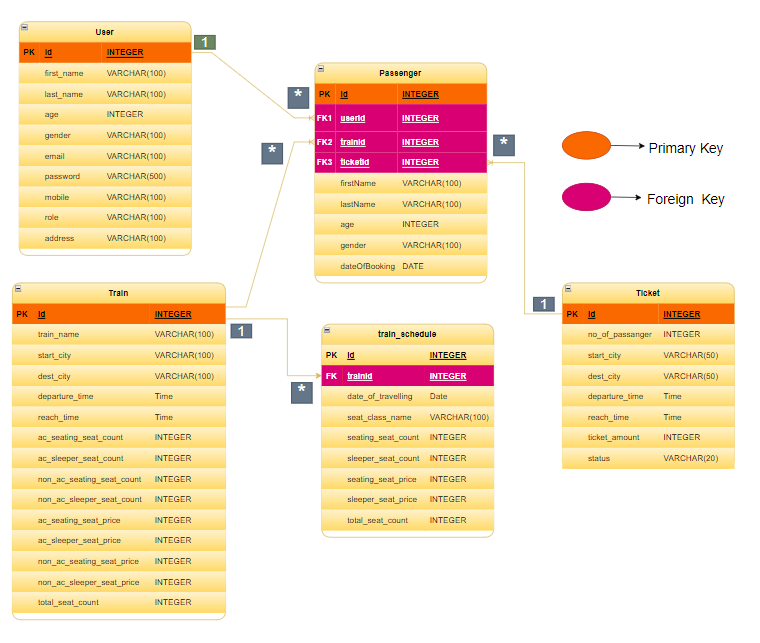 User
PK id INTEGER
first_name VARCHAR(100)
last_name VARCHAR(100)
age INTEGER
gender VARCHAR(100)
email VARCHAR(100)
password VARCHAR(500)
mobile VARCHAR(100)
role VARCHAR(100)
address VARCHAR(100)
1
*
*
Passenger
PK id INTEGER
FK1 userid INTEGER
FK2 trainid INTEGER
FK3 ticketid INTEGER
firstName VARCHAR(100)
lastName VARCHAR(100)
age INTEGER
gender VARCHAR(100)
dateOfBooking DATE
*
Primary Key
Foreign Key
Train
PK id INTEGER
train_name VARCHAR(100)
start_city VARCHAR(100)
dest_city VARCHAR(100)
departure_time Time
reach_time Time
ac_seating_seat_count INTEGER
ac_sleeper_seat_count INTEGER
non_ac_seating_seat_count INTEGER
non_ac_sleeper_seat_count INTEGER
ac_seating_seat_price INTEGER
ac_sleeper_seat_price INTEGER
non_ac_seating_seat_price INTEGER
non_ac_sleeper_seat_price INTEGER
total_seat_count INTEGER
1
*
train_schedule
PK id INTEGER
FK trainid INTEGER
date_of_travelling Date
seat_class_name VARCHAR(100)
seating_seat_count INTEGER
sleeper_seat_count INTEGER
seating_seat_price INTEGER
sleeper_seat_price INTEGER
total_seat_count INTEGER
1
Ticket
PK id INTEGER
no_of_passanger INTEGER
start_city VARCHAR(50)
dest_city VARCHAR(50)
departure_time Time
reach_time Time
ticket_amount INTEGER
status VARCHAR(20)